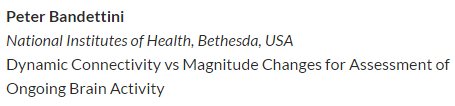 Peter Bandettini
National Institutes of Health, Bethesda, USA
Dynamic Connectivity vs Magnitude Changes for Assessment of
Ongoing Brain Activity